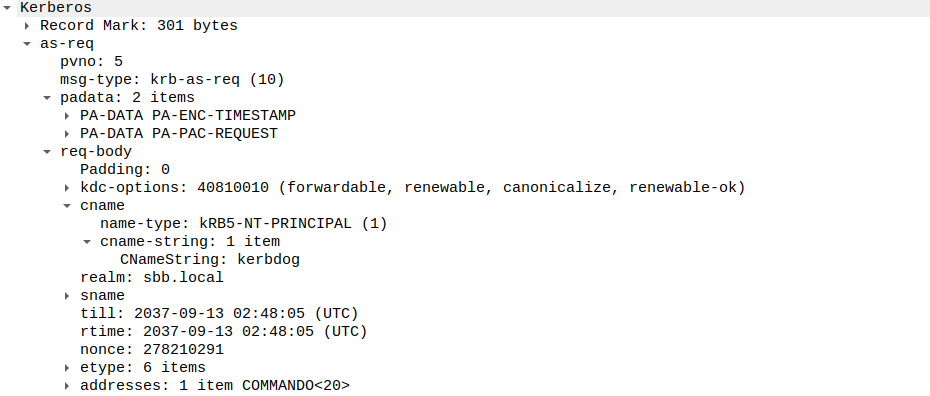 Kerberos
Record Mark: 301 bytes
as-req
pvno: 5
msg-type: krb-as-req (10)
padata: 2 items
PA-DATA PA-ENC-TIMESTAMP
PA-DATA PA-PAC-REQUEST
req-body
Padding: 0
kdc-options: 40810010 (forwardable, renewable, canonicalize, renewable-ok)
cname
name-type: kRB5-NT-PRINCIPAL (1)
cname-string: 1 item
CNameString: kerbdog
realm: sbb.local
sname
till: 2037-09-13 02:48:05 (UTC)
rtime: 2037-09-13 02:48:05 (UTC)
nonce: 278210291
etype: 6 items
addresses: 1 item COMMANDO<20>